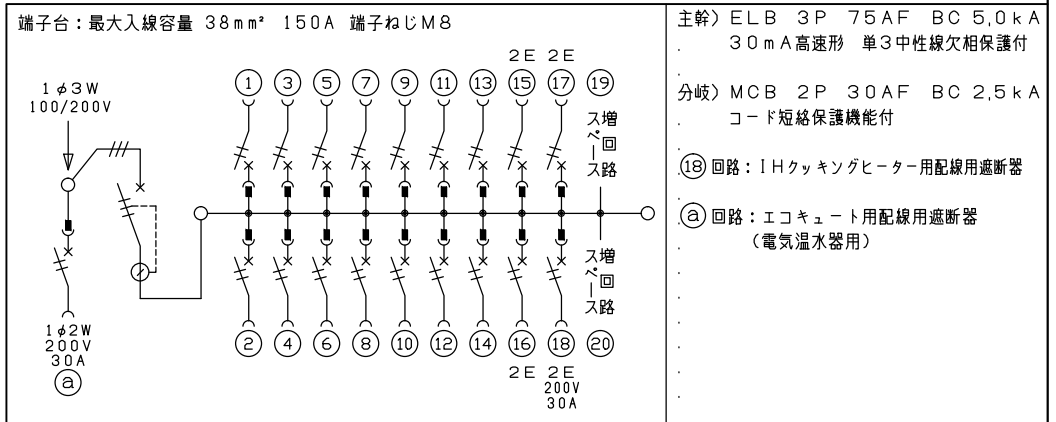 端子台：最大入線容量 38mm² 150A 端子ねじM8
1φ3W
100/200V
2E 2E
① ③ ⑤ ⑦ ⑨ ⑪ ⑬ ⑮ ⑰ ⑲
増回路
スペース
増回路
スペース
② ④ ⑥ ⑧ ⑩ ⑫ ⑭ ⑯ ⑱ ⑳
2E 2E
200V
30A
1φ2W
200V
30A
ⓐ
主幹）ELB 3P 75AF BC 5,0kA
30mA高速形 単3中性線欠相保護付
分岐）MCB 2P 30AF BC 2,5kA
コード短絡保護機能付
⑱回路：IHクッキングヒーター用配線用遮断器
ⓐ回路：エコキュート用配線用遮断器
（電気温水器用）